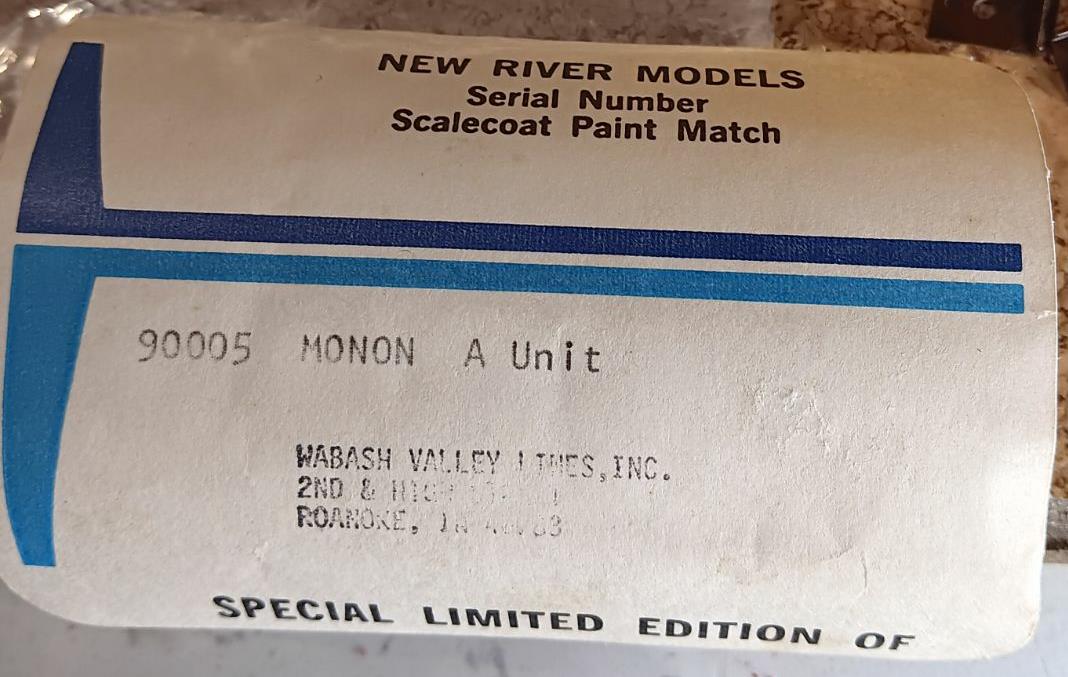 NEW RIVER MODELS
Serial Number
Scalecoat Paint Match
90005 MONON A Unit
WABASH VALLEY LINES, INC.
2ND &
ROANOKE, IN
SPECIAL LIMITED EDITION OF